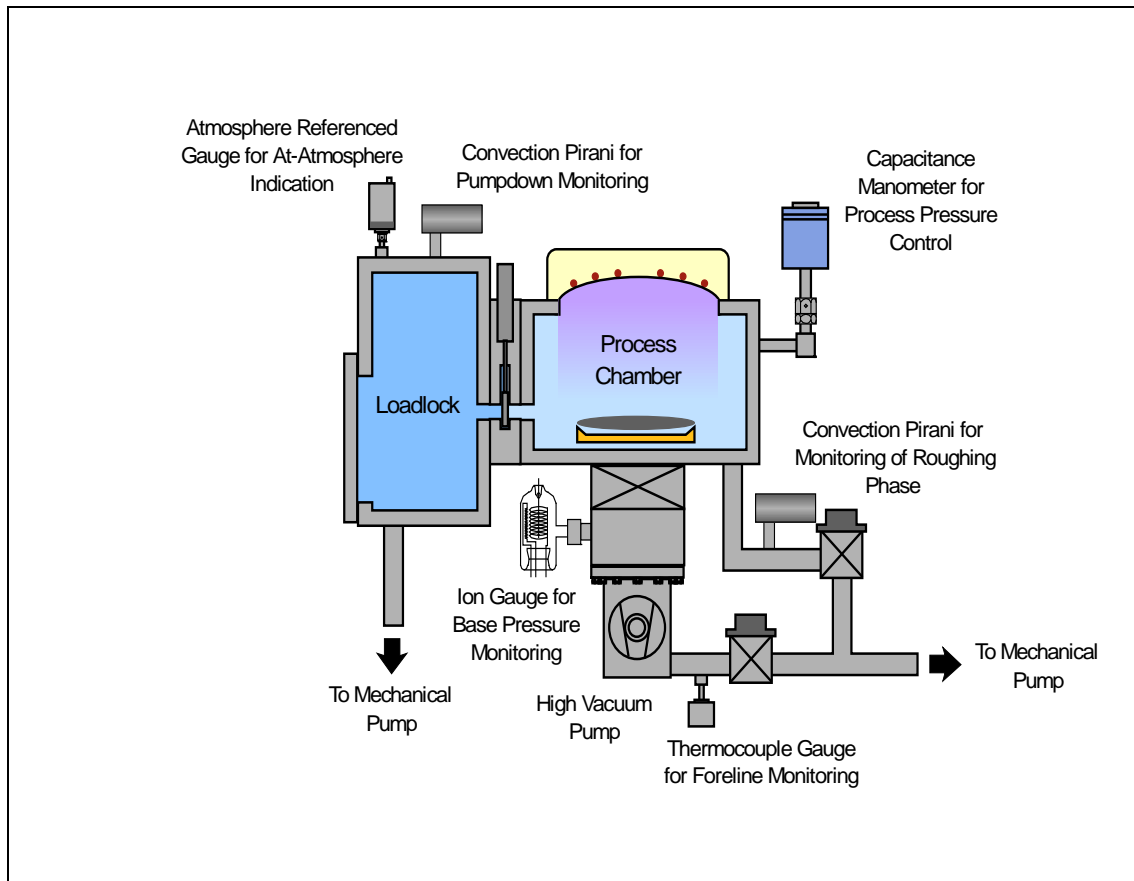 Atmosphere Referenced
Gauge for At-Atmosphere
Indication
Convection Pirani for
Pumpdown Monitoring
Capacitance
Manometer for
Process Pressure
Control
Process
Chamber
Loadlock
Convection Pirani for
Monitoring of Roughing
Phase
Ion Gauge for
Base Pressure
Monitoring
To Mechanical
Pump
High Vacuum
Pump
Thermocouple Gauge
for Foreline Monitoring
To Mechanical
Pump